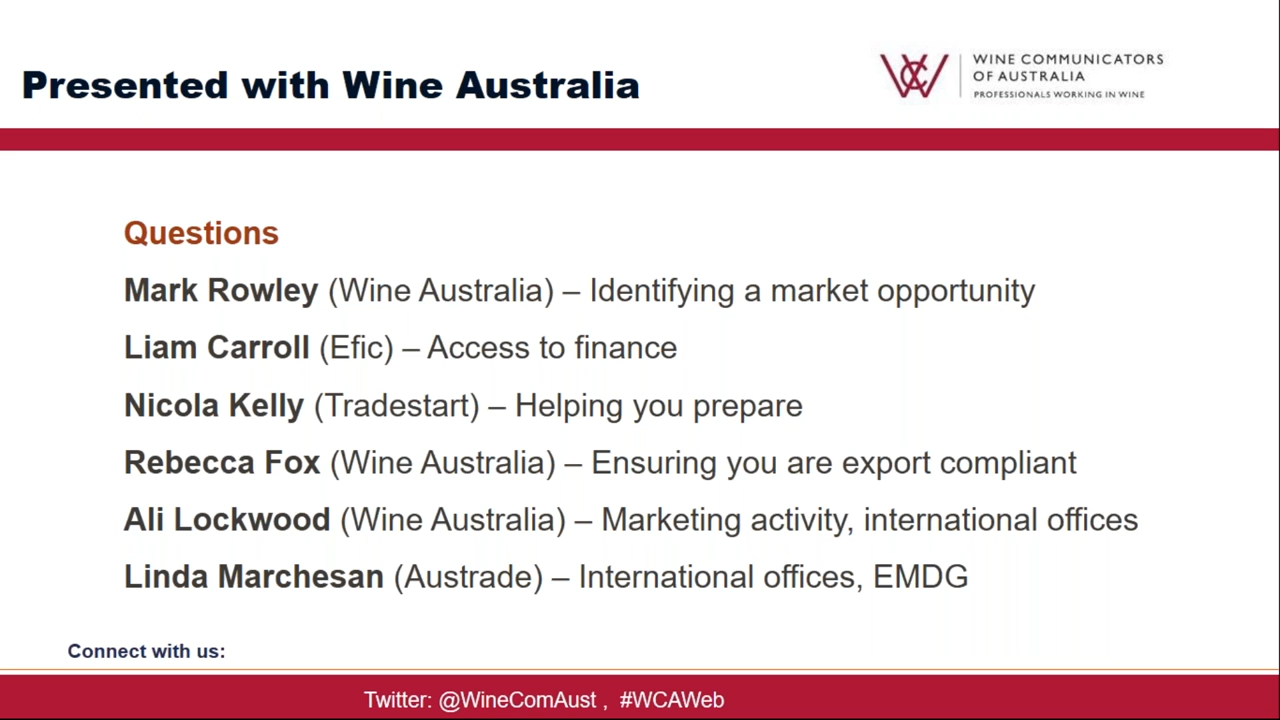 Presented with Wine Australia
WINE COMMUNICATORS
OF AUSTRALIA
PROFESSIONALS WORKING IN WINE
Questions
Mark Rowley (Wine Australia) – Identifying a market opportunity
Liam Carroll (Efic) – Access to finance
Nicola Kelly (Tradestart) – Helping you prepare
Rebecca Fox (Wine Australia) – Ensuring you are export compliant
Ali Lockwood (Wine Australia) – Marketing activity, international offices
Linda Marchesan (Austrade) – International offices, EMDG
Connect with us:
Twitter: @WineComAust , #WCAWeb